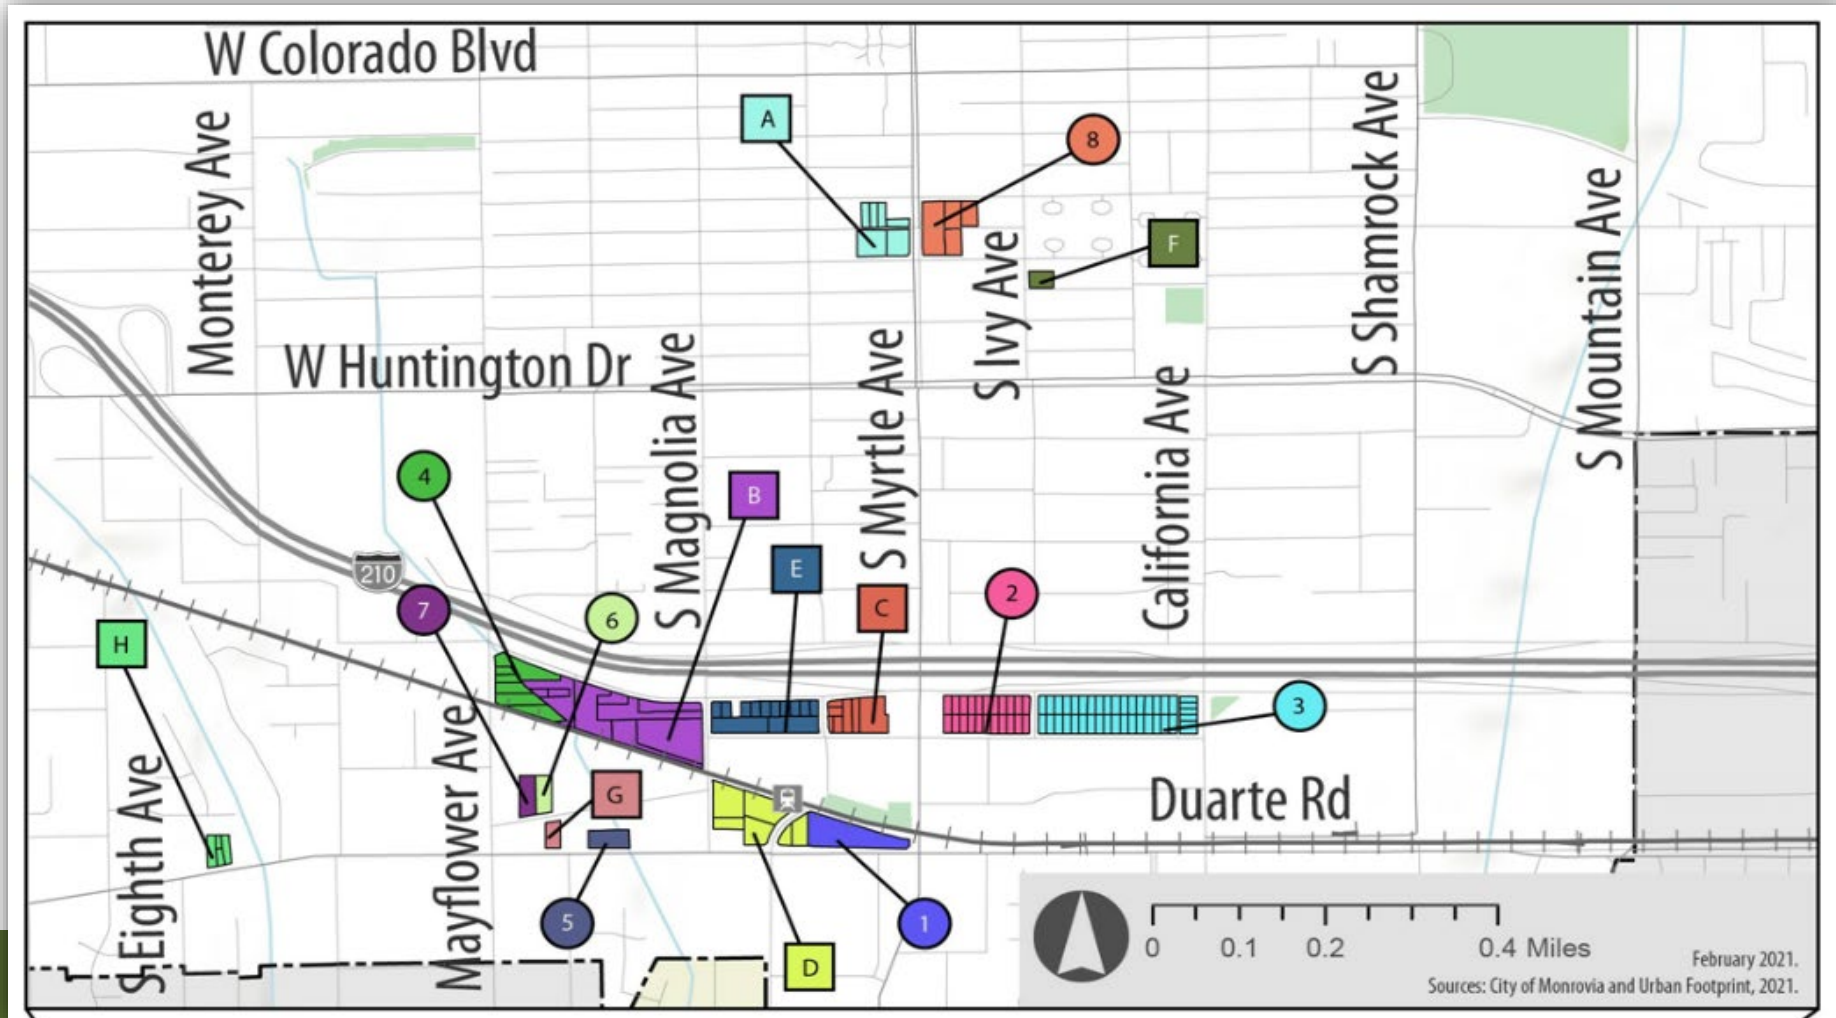 W Colorado Blvd
Monterey Ave
A
8
S Shamrock Ave
S Mountain Ave
F
S Ivy Ave
W Huntington Dr
S Magnolia Ave
S Myrtle Ave
California Ave
4
B
210
E
2
7
6
C
H
3
S Eighth Ave
Mayflower Ave
G
Duarte Rd
5
1
D
0 0.1 0.2 0.4 Miles
February 2021.
Sources: City of Monrovia and Urban Footprint, 2021.